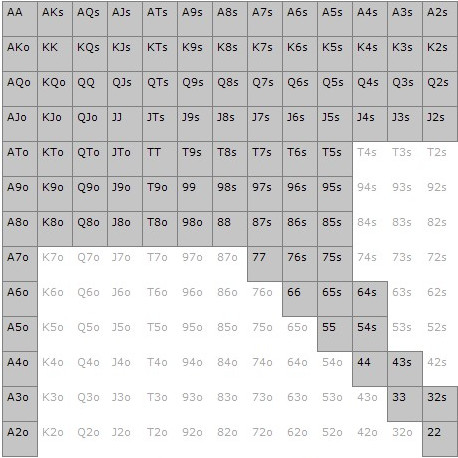 AA AKs AQs AJs ATs A9s A8s A7s A6s A5s A4s A3s A2s
AKo KK KQs KJs KTs K9s K8s K7s K6s K5s K4s K3s K2s
AQo KQo QQ QJs QTs Q9s Q8s Q7s Q6s Q5s Q4s Q3s Q2s
AJo KJo QJo JJ JTs J9s J8s J7s J6s J5s J4s J3s J2s
ATo KTo QTo JTo TT T9s T8s T7s T6s T5s T4s T3s T2s
A9o K9o Q9o J9o T9o 99 98s 97s 96s 95s 94s 93s 92s
A8o K8o Q8o J8o T8o 98o 88 87s 86s 85s 84s 83s 82s
A7o K7o Q7o J7o T7o 97o 87o 77 76s 75s 74s 73s 72s
A6o K6o Q6o J6o T6o 96o 86o 76o 66 65s 64s 63s 62s
A5o K5o Q5o J5o T5o 95o 85o 75o 65o 55 54s 53s 52s
A4o K4o Q4o J4o T4o 94o 84o 74o 64o 54o 44 43s 42s
A3o K3o Q3o J3o T3o 93o 83o 73o 63o 53o 43o 33 32s
A2o K2o Q2o J2o T2o 92o 82o 72o 62o 52o 42o 32o 22